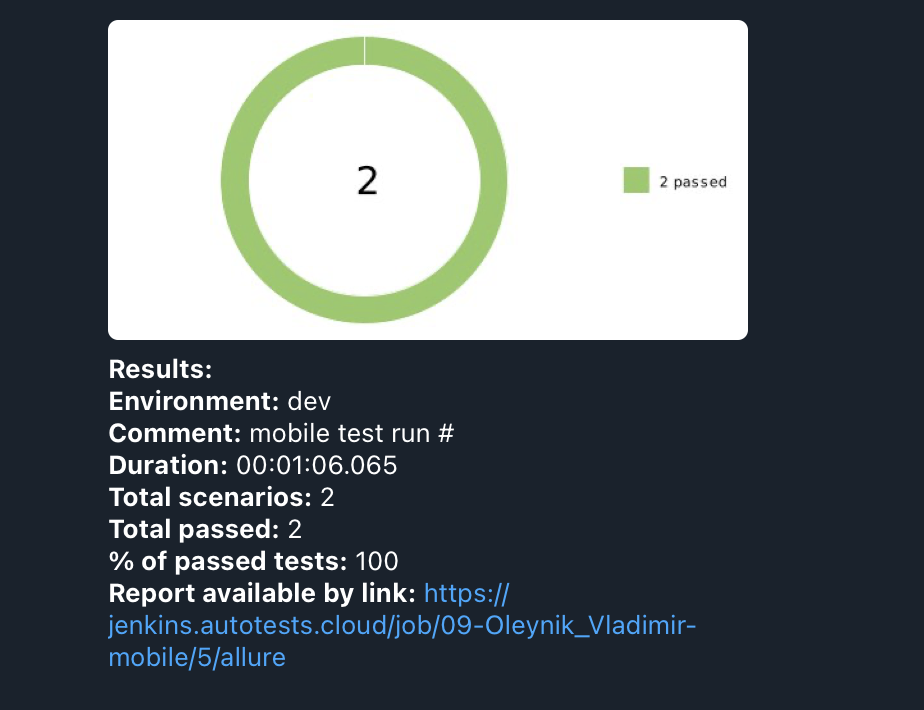 2
2 passed
Results:
Environment: dev
Comment: mobile test run #
Duration: 00:01:06.065
Total scenarios: 2
Total passed: 2
% of passed tests: 100
Report available by link: https://
jenkins.autotests.cloud/job/09-Oleynik_Vladimir-
mobile/5/allure